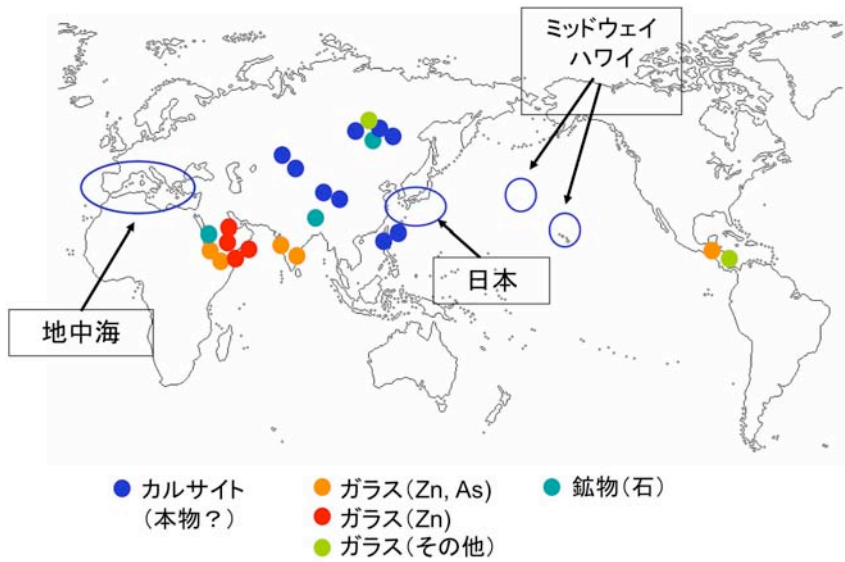 ミッドウェイ
ハワイ
日本
地中海
カルサイト
(本物？)
ガラス(Zn, As)
ガラス(Zn)
ガラス(その他)
鉱物(石)